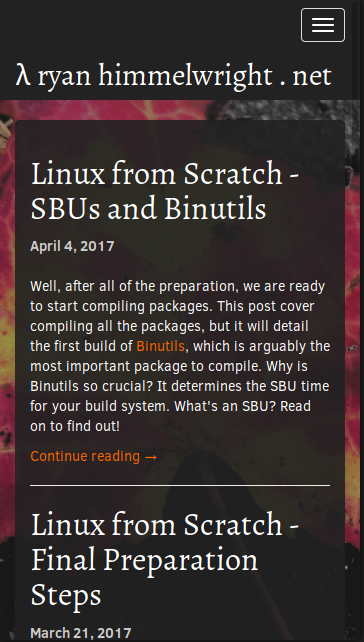 λ ryan himmelwright . net
Linux from Scratch -
SBUs and Binutils
April 4, 2017
Well, after all of the preparation, we are ready
to start compiling packages. This post cover
compiling all the packages, but it will detail
the first build of Binutils, which is arguably the
most important package to compile. Why is
Binutils so crucial? It determines the SBU time
for your build system. What's an SBU? Read
on to find out!
Continue reading →
Linux from Scratch -
Final Preparation
Steps
March 21, 2017